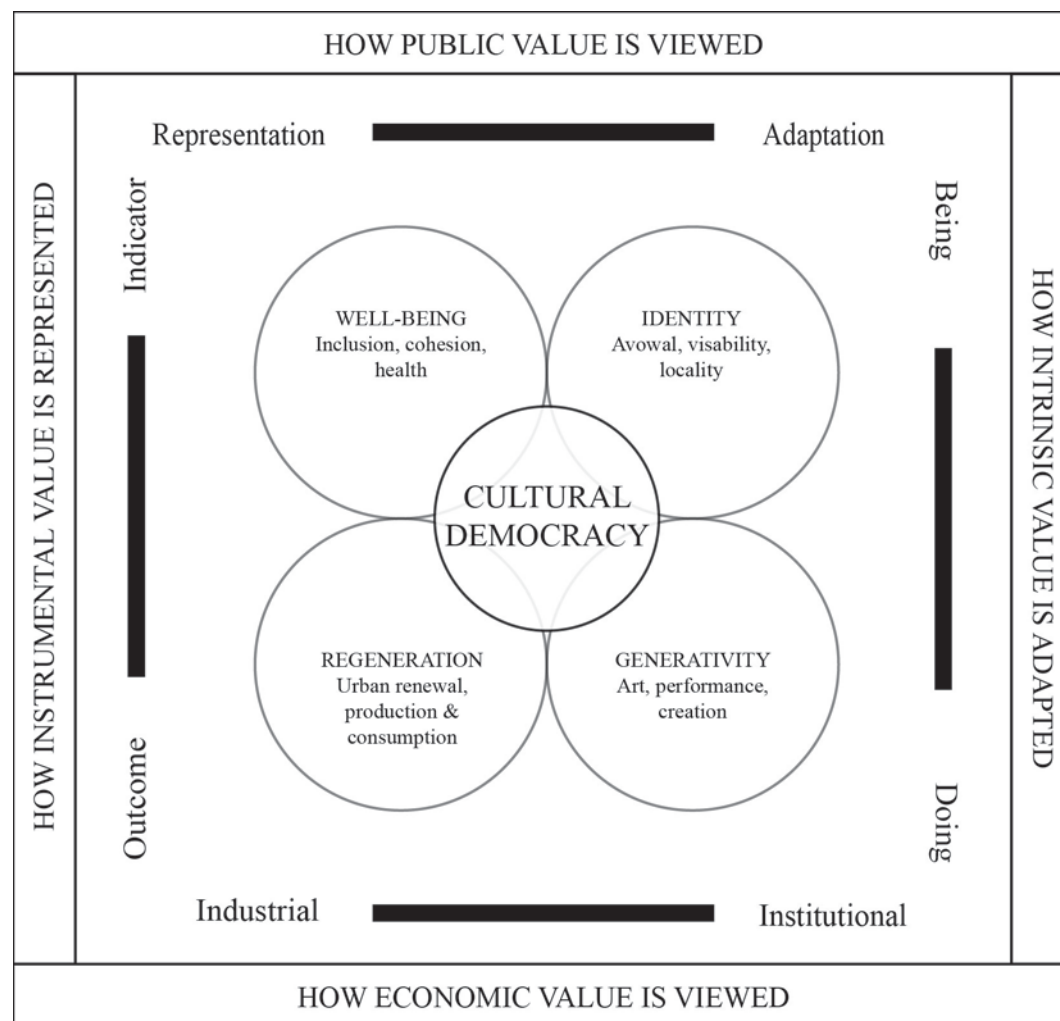 HOW PUBLIC VALUE IS VIEWED
Representation
Adaptation
HOW INSTRUMENTAL VALUE IS REPRESENTED
Indicator
Outcome
Being
Doing
HOW INTRINSIC VALUE IS ADAPTED
WELL-BEING
Inclusion, cohesion,
health
IDENTITY
Avowal, visability,
locality
CULTURAL
DEMOCRACY
REGENERATION
Urban renewal,
production &
consumption
GENERATIVITY
Art, performance,
creation
Industrial
Institutional
HOW ECONOMIC VALUE IS VIEWED